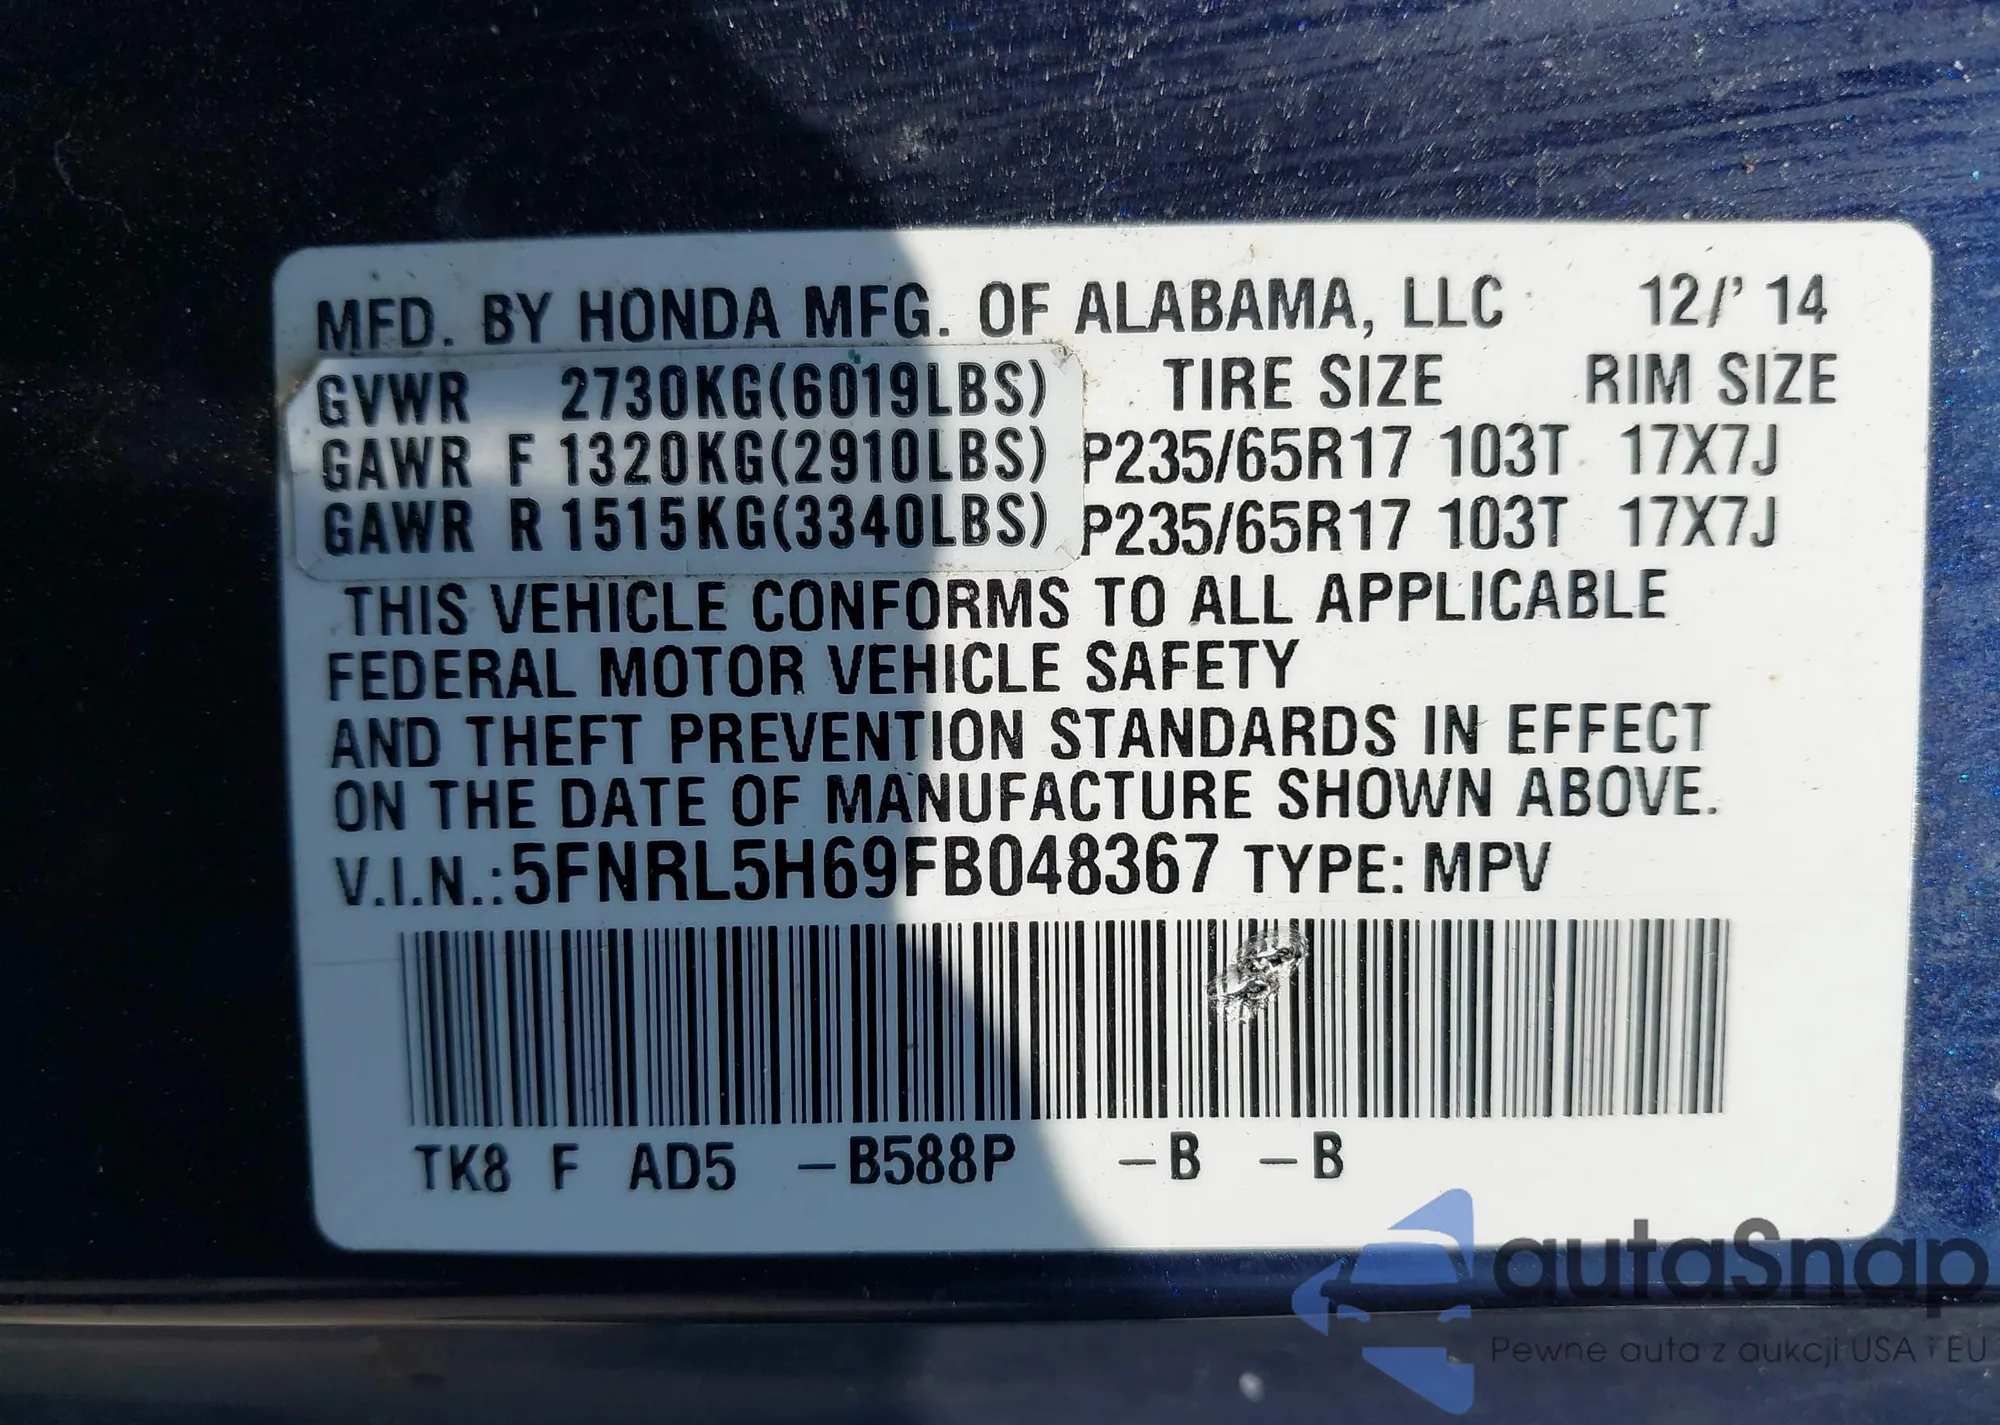 MFD. BY HONDA MFG. OF ALABAMA, LLC 12/'14
GVWR 2730KG(6019LBS) TIRE SIZE RIM SIZE
GAWR F 1320KG(2910LBS) P235/65R17 103T 17X7J
GAWR R 1515KG(3340LBS) P235/65R17 103T 17X7J
THIS VEHICLE CONFORMS TO ALL APPLICABLE
FEDERAL MOTOR VEHICLE SAFETY
AND THEFT PREVENTION STANDARDS IN EFFECT
ON THE DATE OF MANUFACTURE SHOWN ABOVE.
V.I.N.:5FNRL5H69FB048367 TYPE: MPV
TK8 F AD5 –B588P –B –B
autaSnap
Pewne auta z aukcji USA i EU